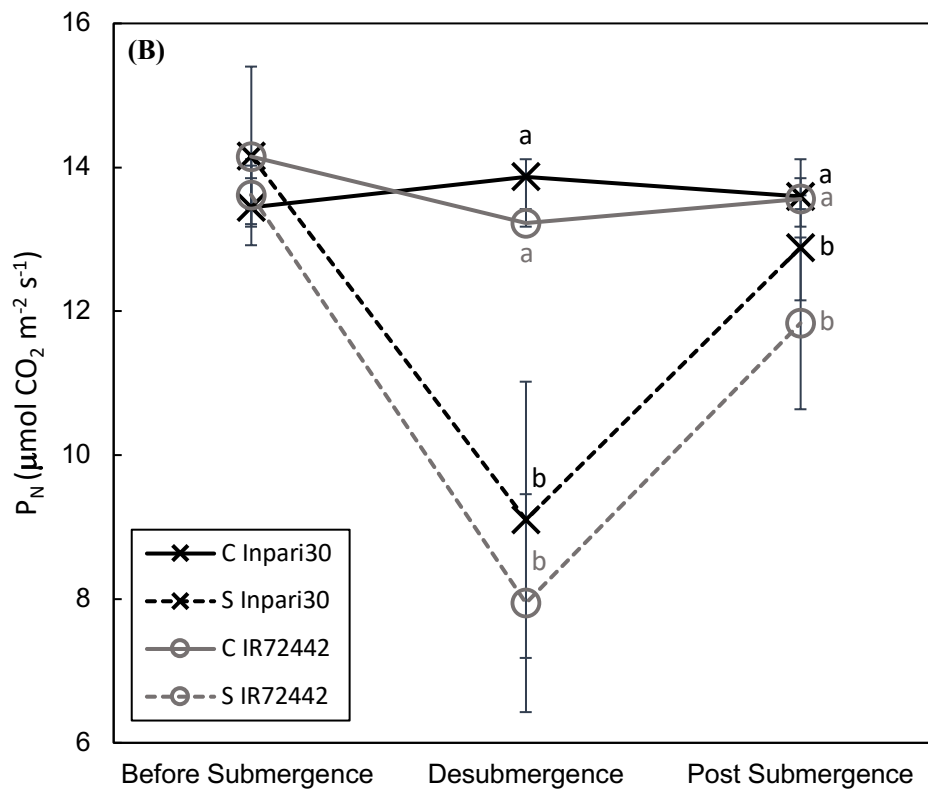 16
(B)
14
12
10
8
6
P_N (μmol CO₂ m⁻² s⁻¹)
a
a
b
b
a
a
b
b
C Inpari30
S Inpari30
C IR72442
S IR72442
Before Submergence Desubmergence Post Submergence